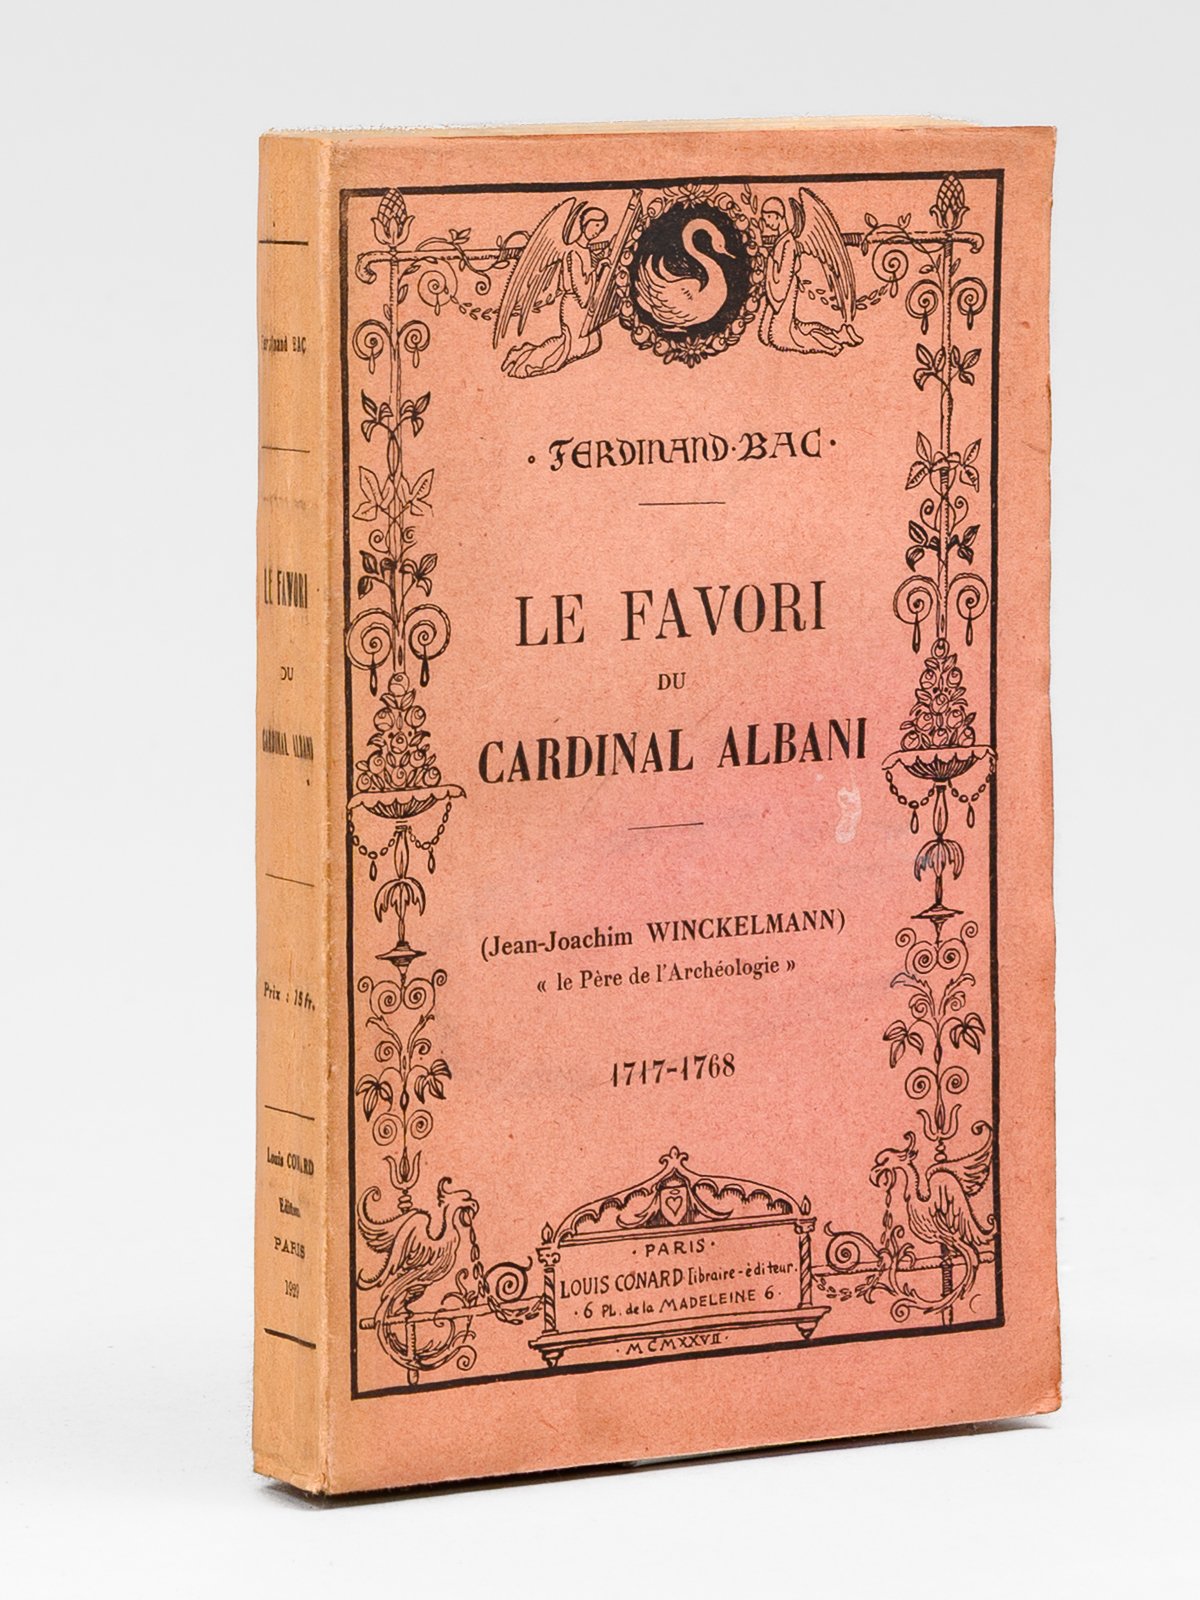 · FERDINAND · BAC ·
LE FAVORI
DU
CARDINAL ALBANI
(Jean-Joachim WINCKELMANN)
« le Père de l'Archéologie »
1717-1768
· PARIS ·
LOUIS CONARD libraire-éditeur.
· 6 PL. de la MADELEINE 6 ·
· MCMXXVII ·
Ferdinand BAC
LE FAVORI
DU
CARDINAL ALBANI
Prix : 18 fr.
Louis CONARD
PARIS